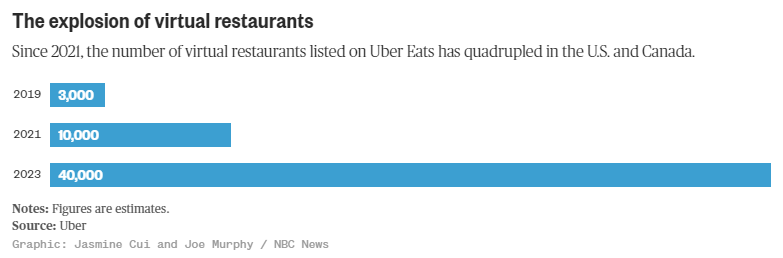 The explosion of virtual restaurants
Since 2021, the number of virtual restaurants listed on Uber Eats has quadrupled in the U.S. and Canada.
2019 3,000
2021 10,000
2023 40,000
Notes: Figures are estimates.
Source: Uber
Graphic: Jasmine Cui and Joe Murphy / NBC News